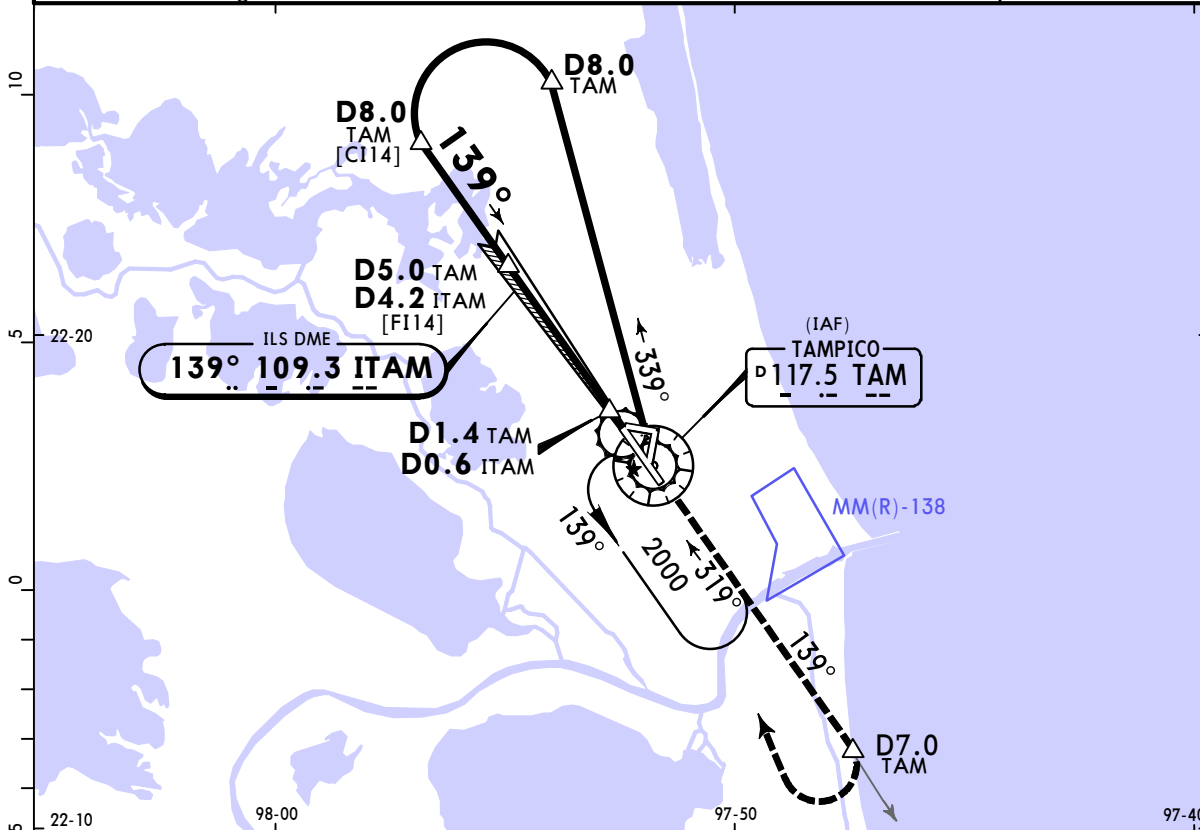 10
D8.0
TAM
D8.0
TAM
[CI14]
139°
D5.0 TAM
D4.2 ITAM
[FI14]
5
22-20
ILS DME
139° 109.3 ITAM
339°
(IAF)
TAMPICO
D 117.5 TAM
D1.4 TAM
D0.6 ITAM
MM(R)-138
139°
2000
319°
0
139°
D7.0
TAM
5
22-10
98-00
97-50
97-40